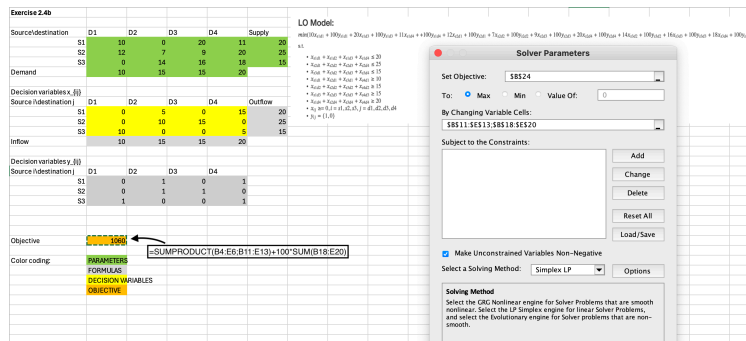 Exercise 2.4b
Source\destination D1 D2 D3 D4 Supply
S1 10 0 20 11 20
S2 12 7 9 20 25
S3 0 14 16 18 15
Demand 10 15 15 20
Decision variables x_{ij}
Source i\destination j D1 D2 D3 D4 Outflow
S1 0 5 0 15 20
S2 0 10 15 0 25
S3 10 0 0 5 15
Inflow 10 15 15 20
Decision variables y_{ij}
Source i\destination j D1 D2 D3 D4
S1 0 1 0 1
S2 0 1 1 0
S3 1 0 0 1
Objective 1060
=SUMPRODUCT(B4:E6;B11:E13)+100*SUM(B18:E20)
Color coding: PARAMETERS
FORMULAS
DECISION VARIABLES
OBJECTIVE
LO Model:
s.t.
Solver Parameters
Set Objective: $B$24
To: Max Min Value Of: 0
By Changing Variable Cells:
$B$11:$E$13;$B$18:$E$20
Subject to the Constraints:
Add
Change
Delete
Reset All
Load/Save
Make Unconstrained Variables Non-Negative
Select a Solving Method: Simplex LP Options
Solving Method
Select the GRG Nonlinear engine for Solver Problems that are smooth
nonlinear. Select the LP Simplex engine for linear Solver Problems,
and select the Evolutionary engine for Solver problems that are non-
smooth.